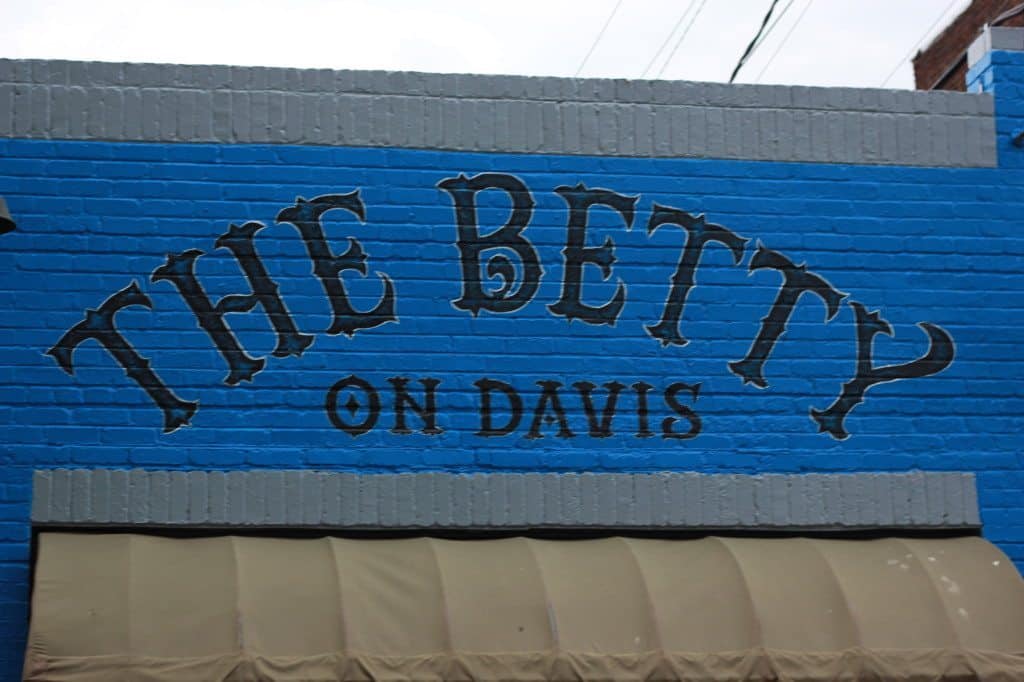 THE BETTY
ON DAVIS